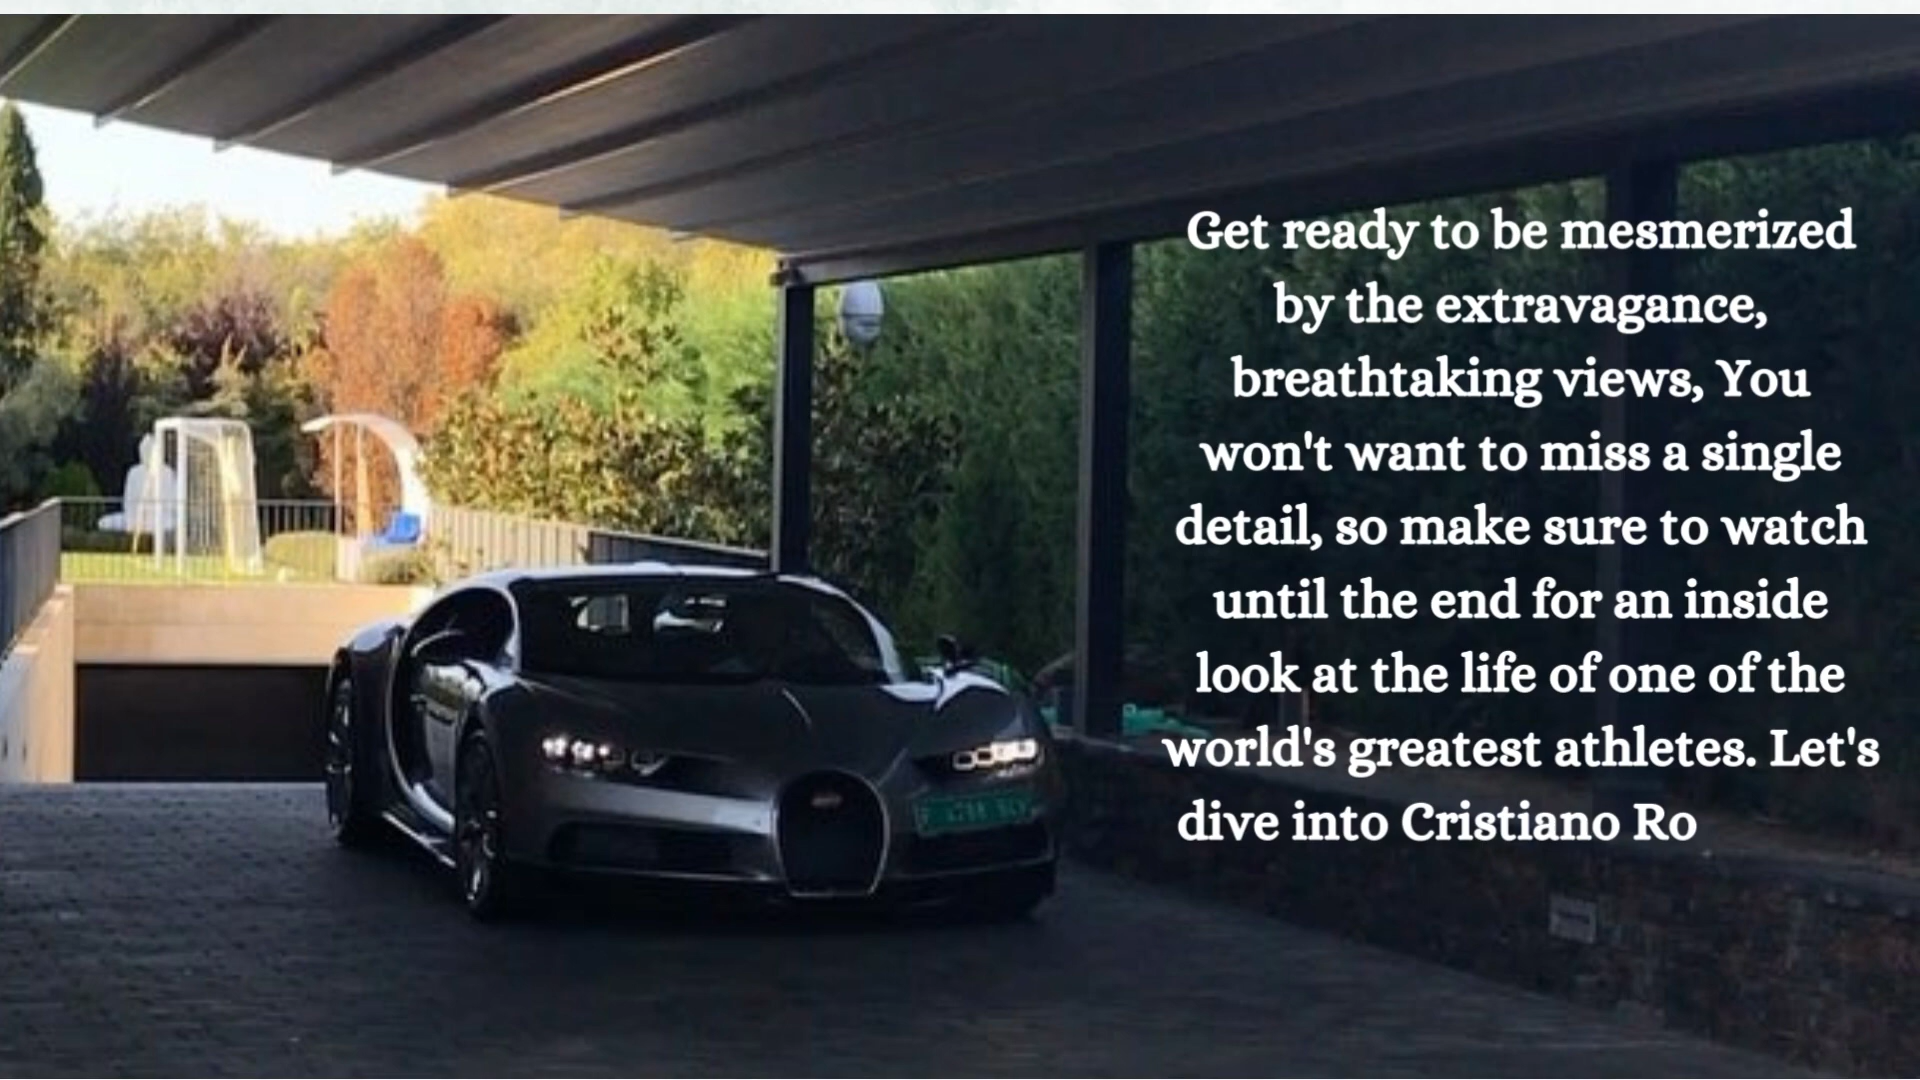 Get ready to be mesmerized
by the extravagance,
breathtaking views, You
won't want to miss a single
detail, so make sure to watch
until the end for an inside
look at the life of one of the
world's greatest athletes. Let's
dive into Cristiano Ro